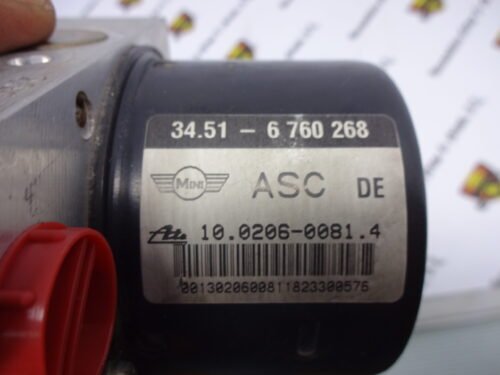 34.51 - 6 760 268
MINI ASC DE
Ate 10.0206-0081.4
0013020600811823300576